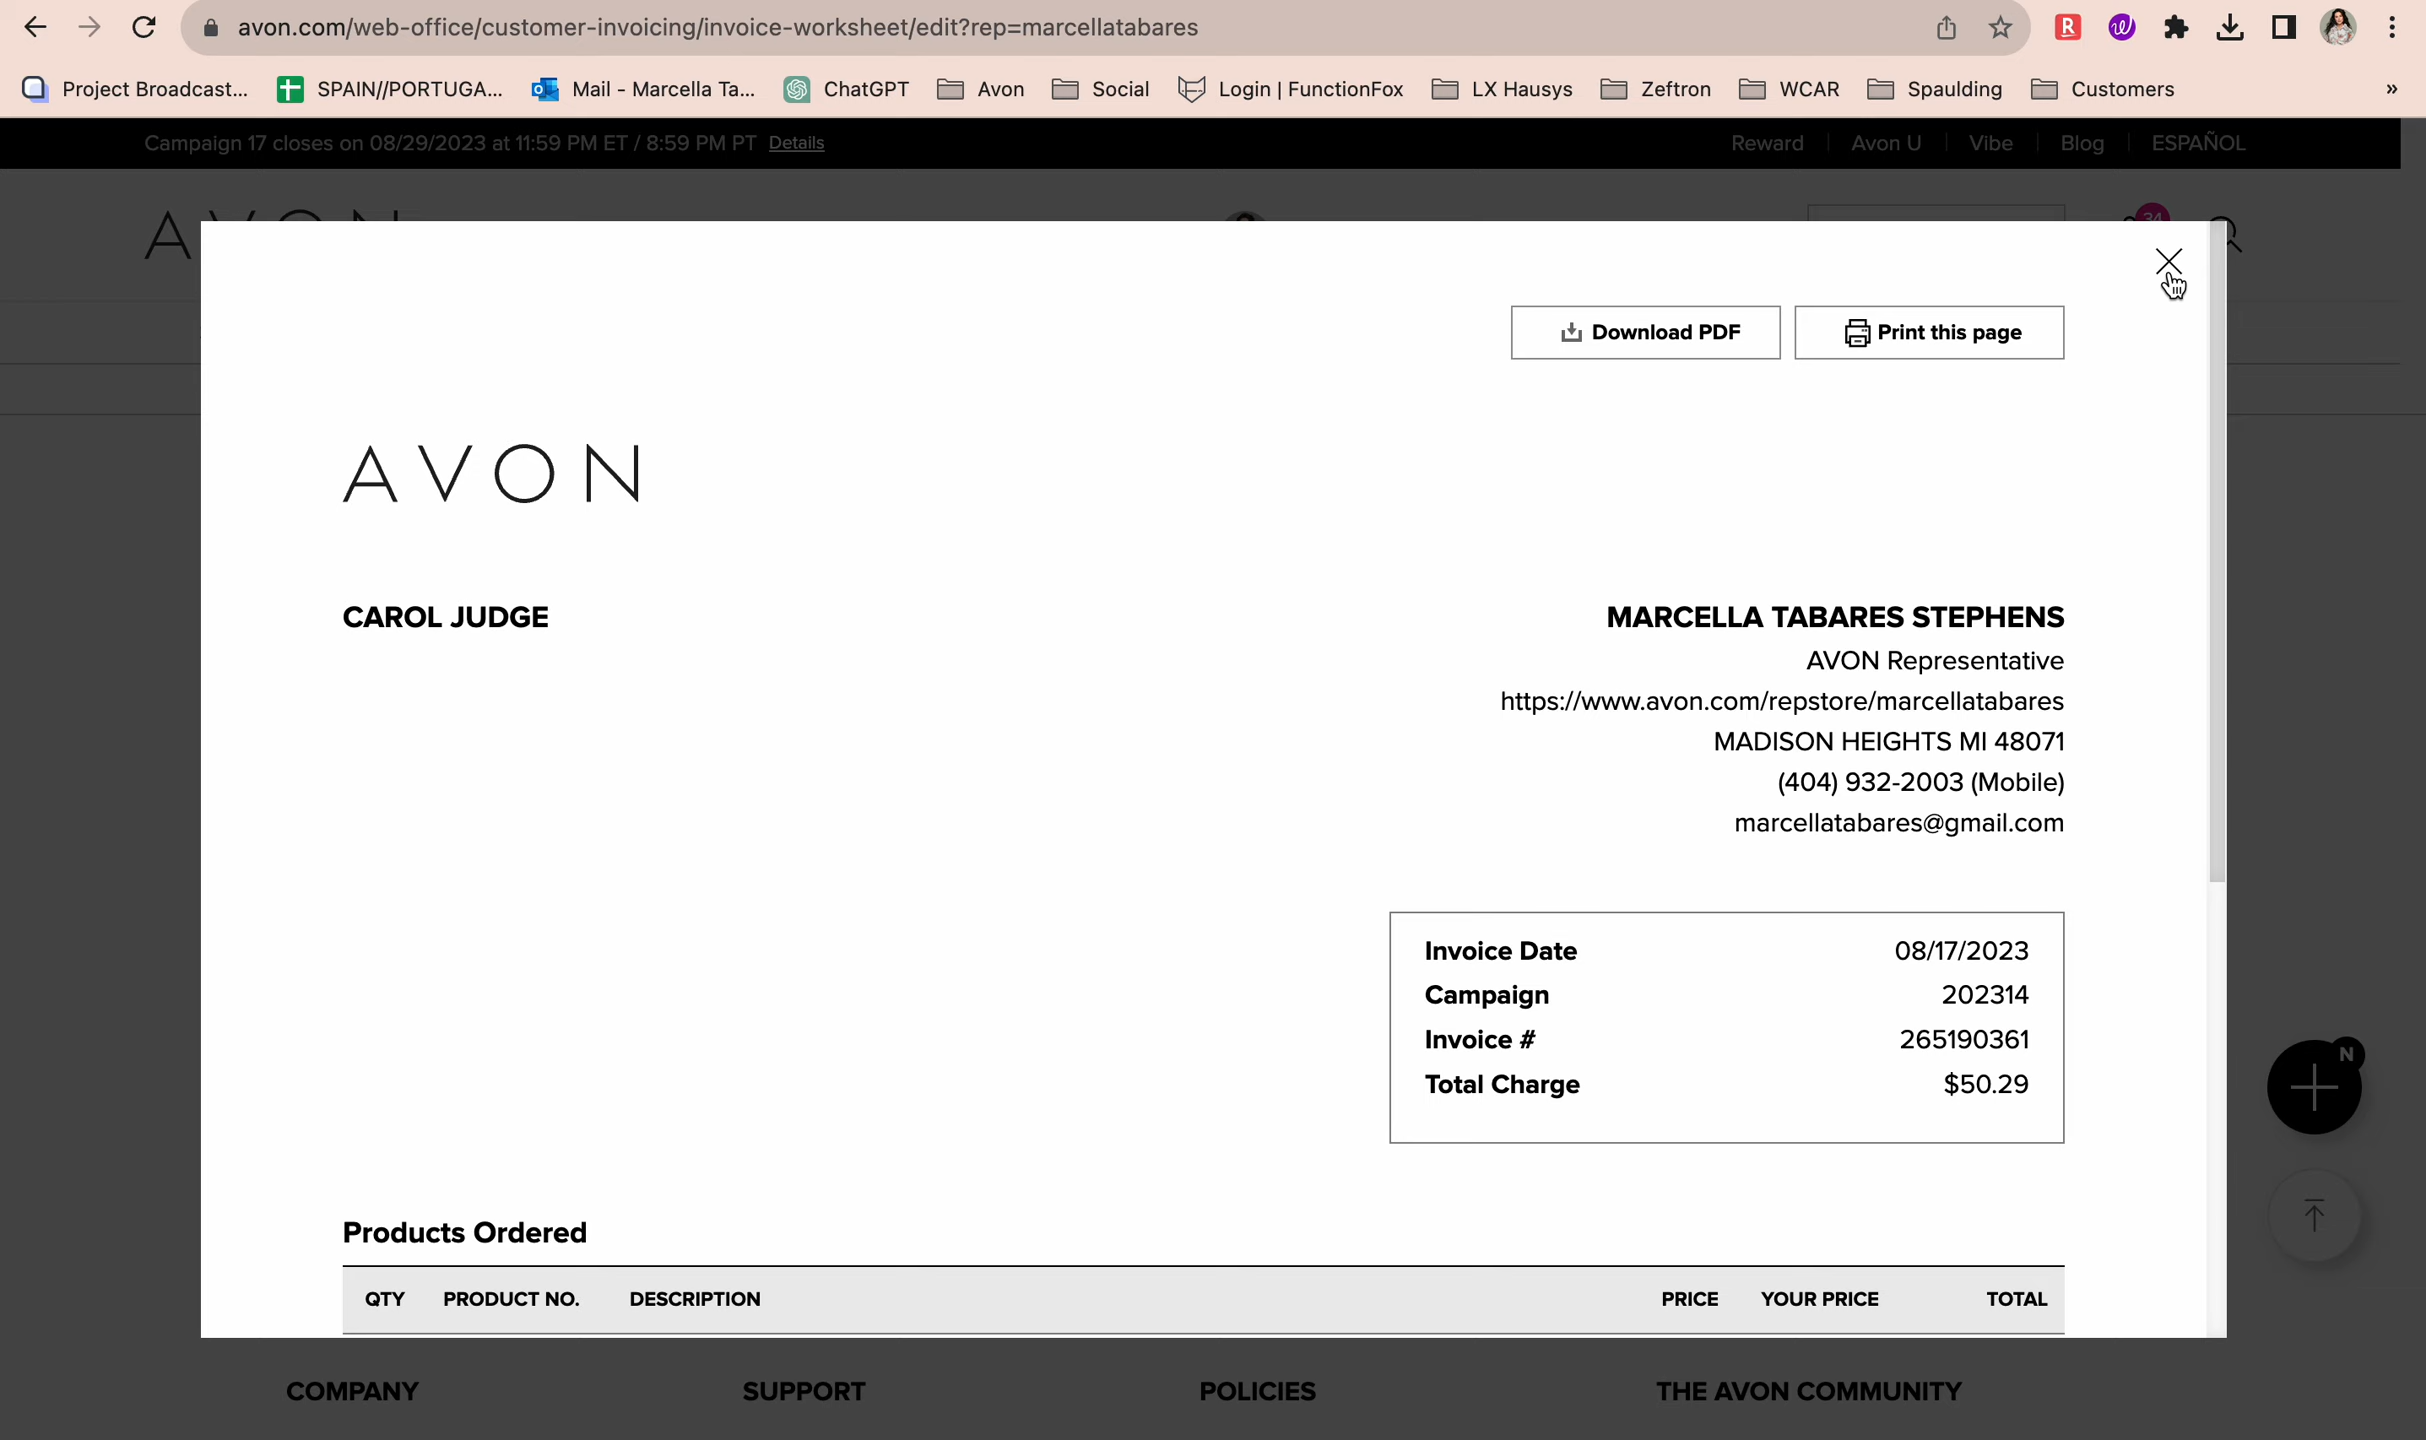 avon.com/web-office/customer-invoicing/invoice-worksheet/edit?rep=marcellatabares
Project Broadcast... SPAIN//PORTUGA... Mail - Marcella Ta... ChatGPT Avon Social Login | FunctionFox LX Hausys Zeftron WCAR Spaulding Customers »
Campaign 17 closes on 08/29/2023 at 11:59 PM ET / 8:59 PM PT Details Reward Avon U Vibe Blog ESPAÑOL
AVON 34
Download PDF Print this page
AVON
CAROL JUDGE
MARCELLA TABARES STEPHENS
AVON Representative
https://www.avon.com/repstore/marcellatabares
MADISON HEIGHTS MI 48071
(404) 932-2003 (Mobile)
marcellatabares@gmail.com
Invoice Date 08/17/2023
Campaign 202314
Invoice # 265190361
Total Charge $50.29
N
Products Ordered
QTY PRODUCT NO. DESCRIPTION PRICE YOUR PRICE TOTAL
COMPANY SUPPORT POLICIES THE AVON COMMUNITY